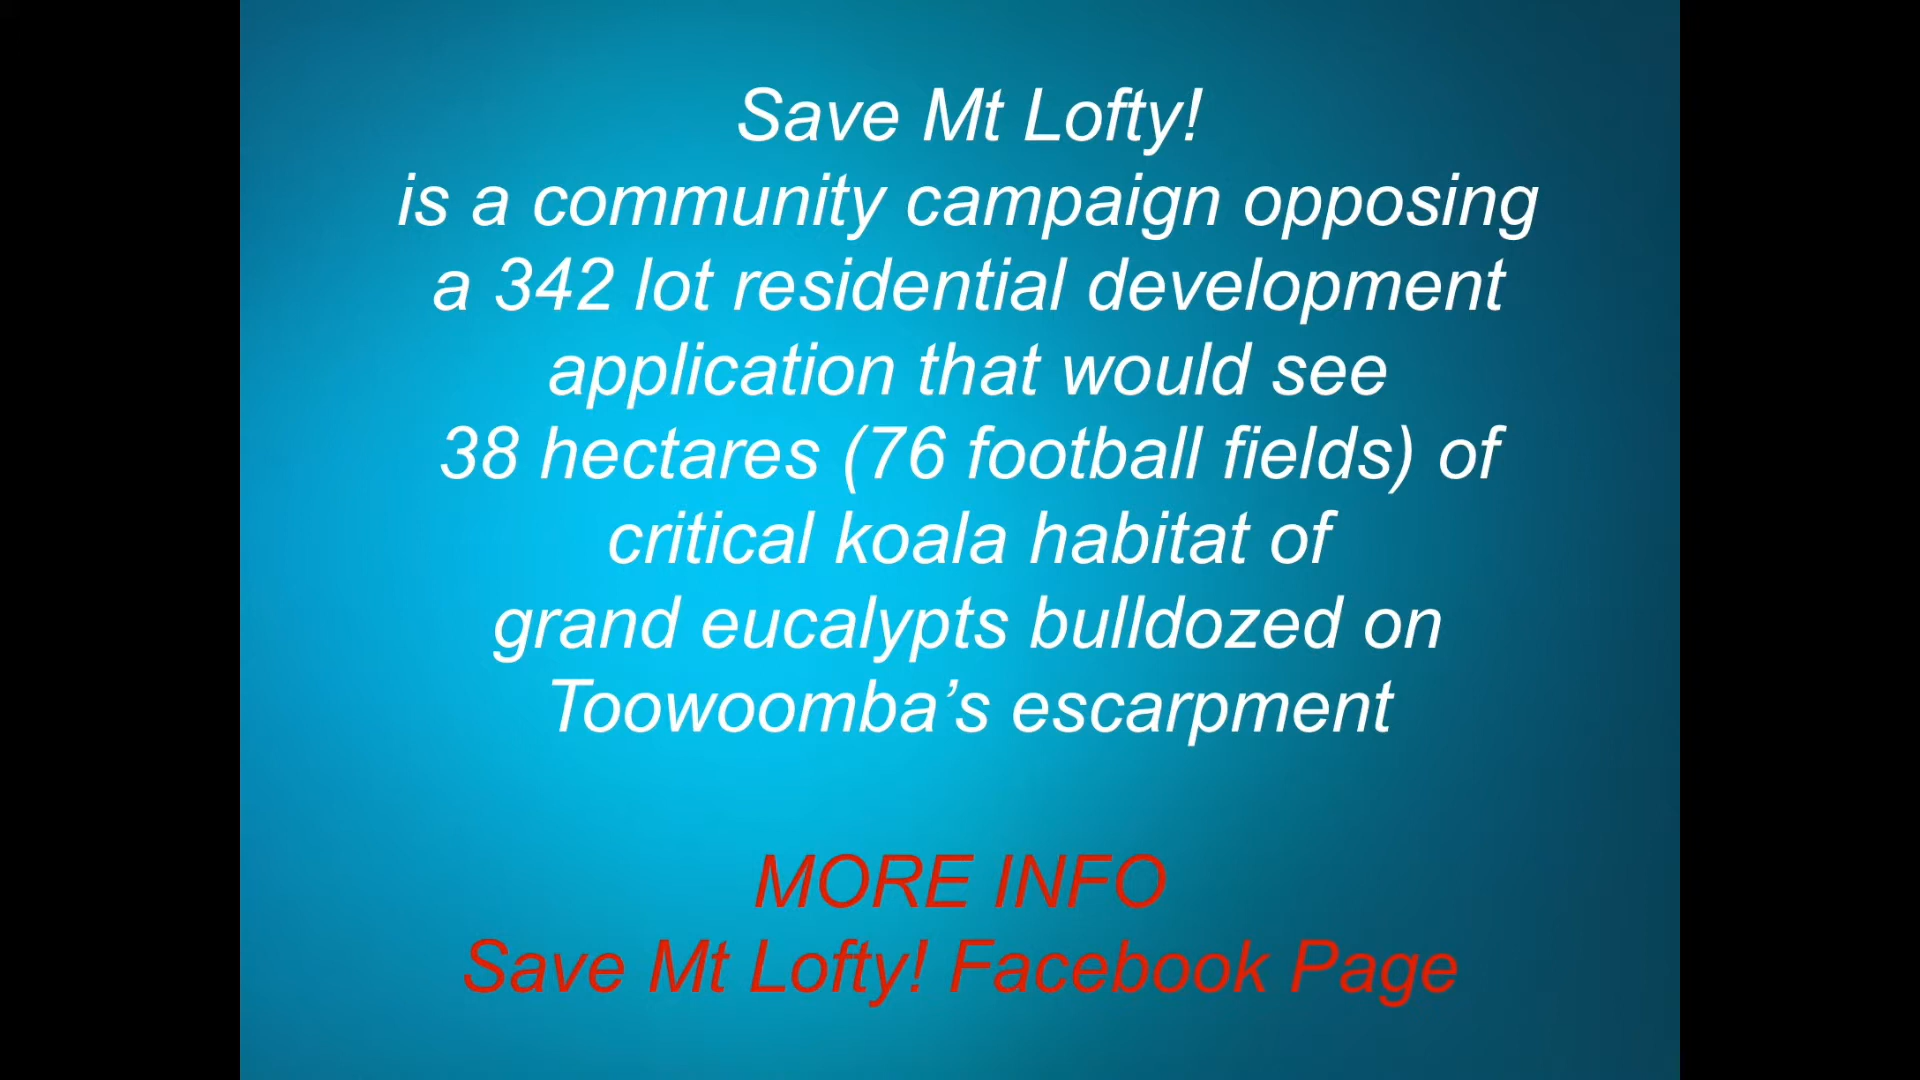 Save Mt Lofty!
is a community campaign opposing
a 342 lot residential development
application that would see
38 hectares (76 football fields) of
critical koala habitat of
grand eucalypts bulldozed on
Toowoomba’s escarpment
MORE INFO
Save Mt Lofty! Facebook Page